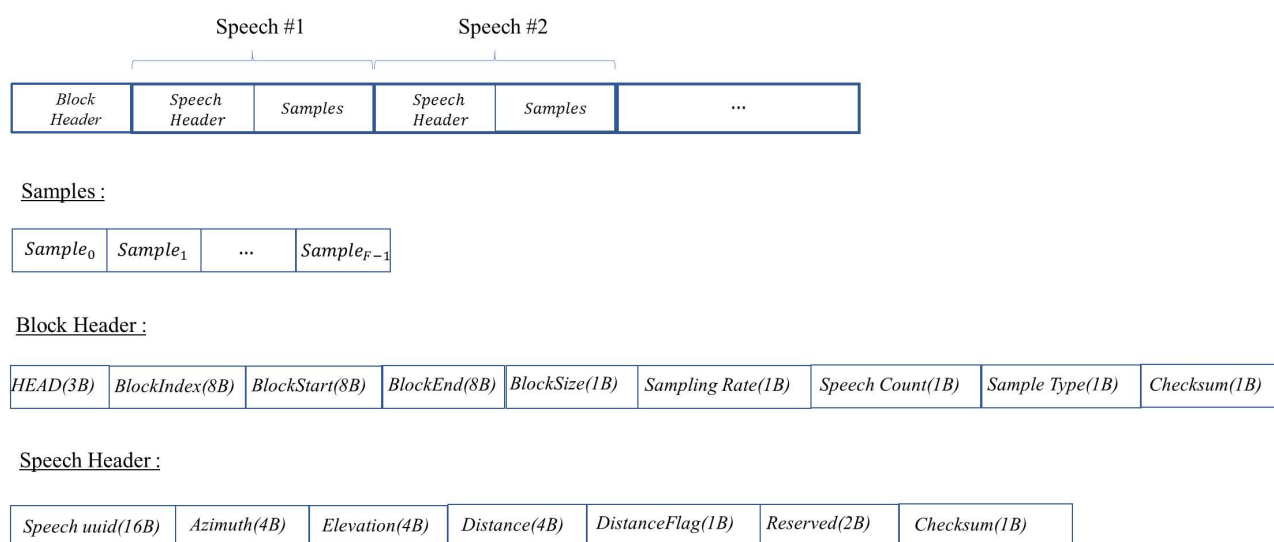 Speech #1 Speech #2
Block Header Speech Header Samples Speech Header Samples ...
Samples :
Sample₀ Sample₁ ... Sample_{F−1}
Block Header :
HEAD(3B) BlockIndex(8B) BlockStart(8B) BlockEnd(8B) BlockSize(1B) Sampling Rate(1B) Speech Count(1B) Sample Type(1B) Checksum(1B)
Speech Header :
Speech uuid(16B) Azimuth(4B) Elevation(4B) Distance(4B) DistanceFlag(1B) Reserved(2B) Checksum(1B)